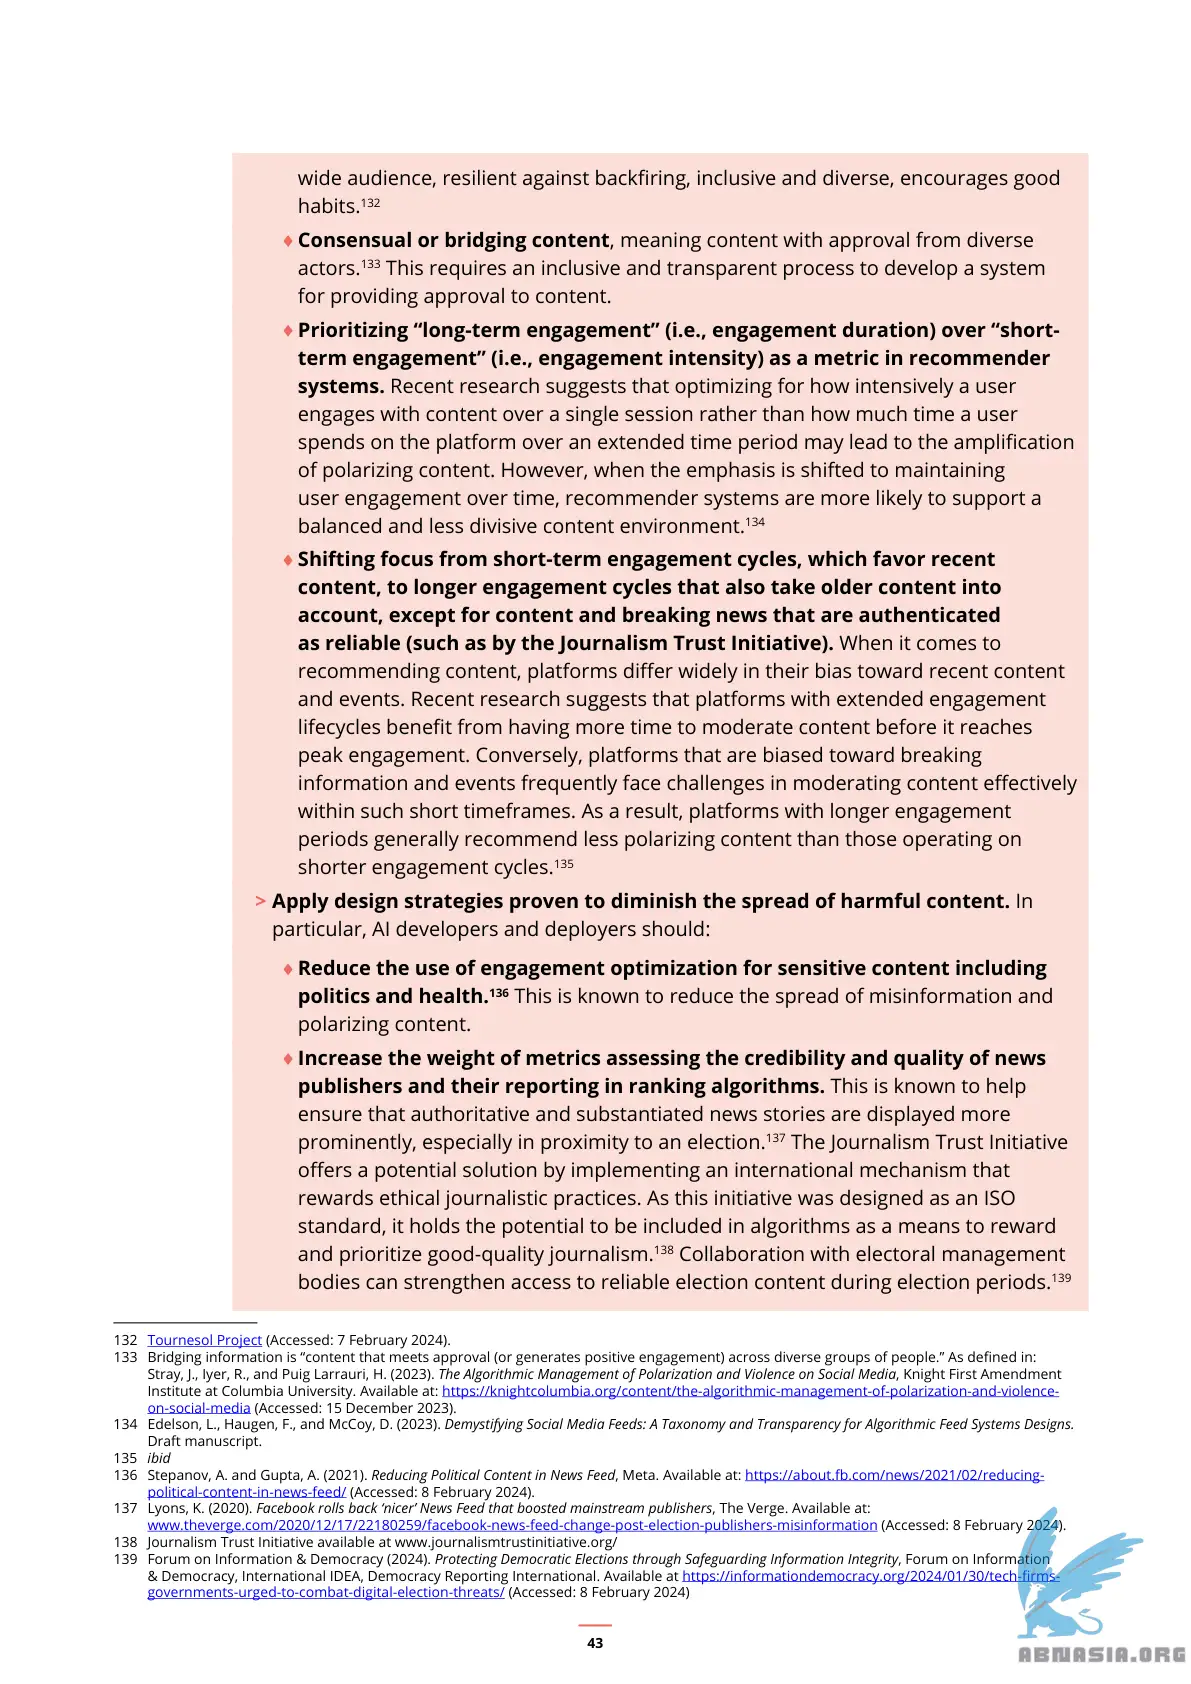 wide audience, resilient against backfiring, inclusive and diverse, encourages good
habits.132
♦ Consensual or bridging content, meaning content with approval from diverse
actors.133 This requires an inclusive and transparent process to develop a system
for providing approval to content.
♦ Prioritizing “long-term engagement” (i.e., engagement duration) over “short-
term engagement” (i.e., engagement intensity) as a metric in recommender
systems. Recent research suggests that optimizing for how intensively a user
engages with content over a single session rather than how much time a user
spends on the platform over an extended time period may lead to the amplification
of polarizing content. However, when the emphasis is shifted to maintaining
user engagement over time, recommender systems are more likely to support a
balanced and less divisive content environment.134
♦ Shifting focus from short-term engagement cycles, which favor recent
content, to longer engagement cycles that also take older content into
account, except for content and breaking news that are authenticated
as reliable (such as by the Journalism Trust Initiative). When it comes to
recommending content, platforms differ widely in their bias toward recent content
and events. Recent research suggests that platforms with extended engagement
lifecycles benefit from having more time to moderate content before it reaches
peak engagement. Conversely, platforms that are biased toward breaking
information and events frequently face challenges in moderating content effectively
within such short timeframes. As a result, platforms with longer engagement
periods generally recommend less polarizing content than those operating on
shorter engagement cycles.135
> Apply design strategies proven to diminish the spread of harmful content. In
particular, AI developers and deployers should:
♦ Reduce the use of engagement optimization for sensitive content including
politics and health.136 This is known to reduce the spread of misinformation and
polarizing content.
♦ Increase the weight of metrics assessing the credibility and quality of news
publishers and their reporting in ranking algorithms. This is known to help
ensure that authoritative and substantiated news stories are displayed more
prominently, especially in proximity to an election.137 The Journalism Trust Initiative
offers a potential solution by implementing an international mechanism that
rewards ethical journalistic practices. As this initiative was designed as an ISO
standard, it holds the potential to be included in algorithms as a means to reward
and prioritize good-quality journalism.138 Collaboration with electoral management
bodies can strengthen access to reliable election content during election periods.139
132 Tournesol Project (Accessed: 7 February 2024).
133 Bridging information is “content that meets approval (or generates positive engagement) across diverse groups of people.” As defined in:
Stray, J., Iyer, R., and Puig Larrauri, H. (2023). The Algorithmic Management of Polarization and Violence on Social Media, Knight First Amendment
Institute at Columbia University. Available at: https://knightcolumbia.org/content/the-algorithmic-management-of-polarization-and-violence-
on-social-media (Accessed: 15 December 2023).
134 Edelson, L., Haugen, F., and McCoy, D. (2023). Demystifying Social Media Feeds: A Taxonomy and Transparency for Algorithmic Feed Systems Designs.
Draft manuscript.
135 ibid
136 Stepanov, A. and Gupta, A. (2021). Reducing Political Content in News Feed, Meta. Available at: https://about.fb.com/news/2021/02/reducing-
political-content-in-news-feed/ (Accessed: 8 February 2024).
137 Lyons, K. (2020). Facebook rolls back ‘nicer’ News Feed that boosted mainstream publishers, The Verge. Available at:
www.theverge.com/2020/12/17/22180259/facebook-news-feed-change-post-election-publishers-misinformation (Accessed: 8 February 2024).
138 Journalism Trust Initiative available at www.journalismtrustinitiative.org/
139 Forum on Information & Democracy (2024). Protecting Democratic Elections through Safeguarding Information Integrity, Forum on Information
& Democracy, International IDEA, Democracy Reporting International. Available at https://informationdemocracy.org/2024/01/30/tech-firms-
governments-urged-to-combat-digital-election-threats/ (Accessed: 8 February 2024)
43
ABNASIA.ORG